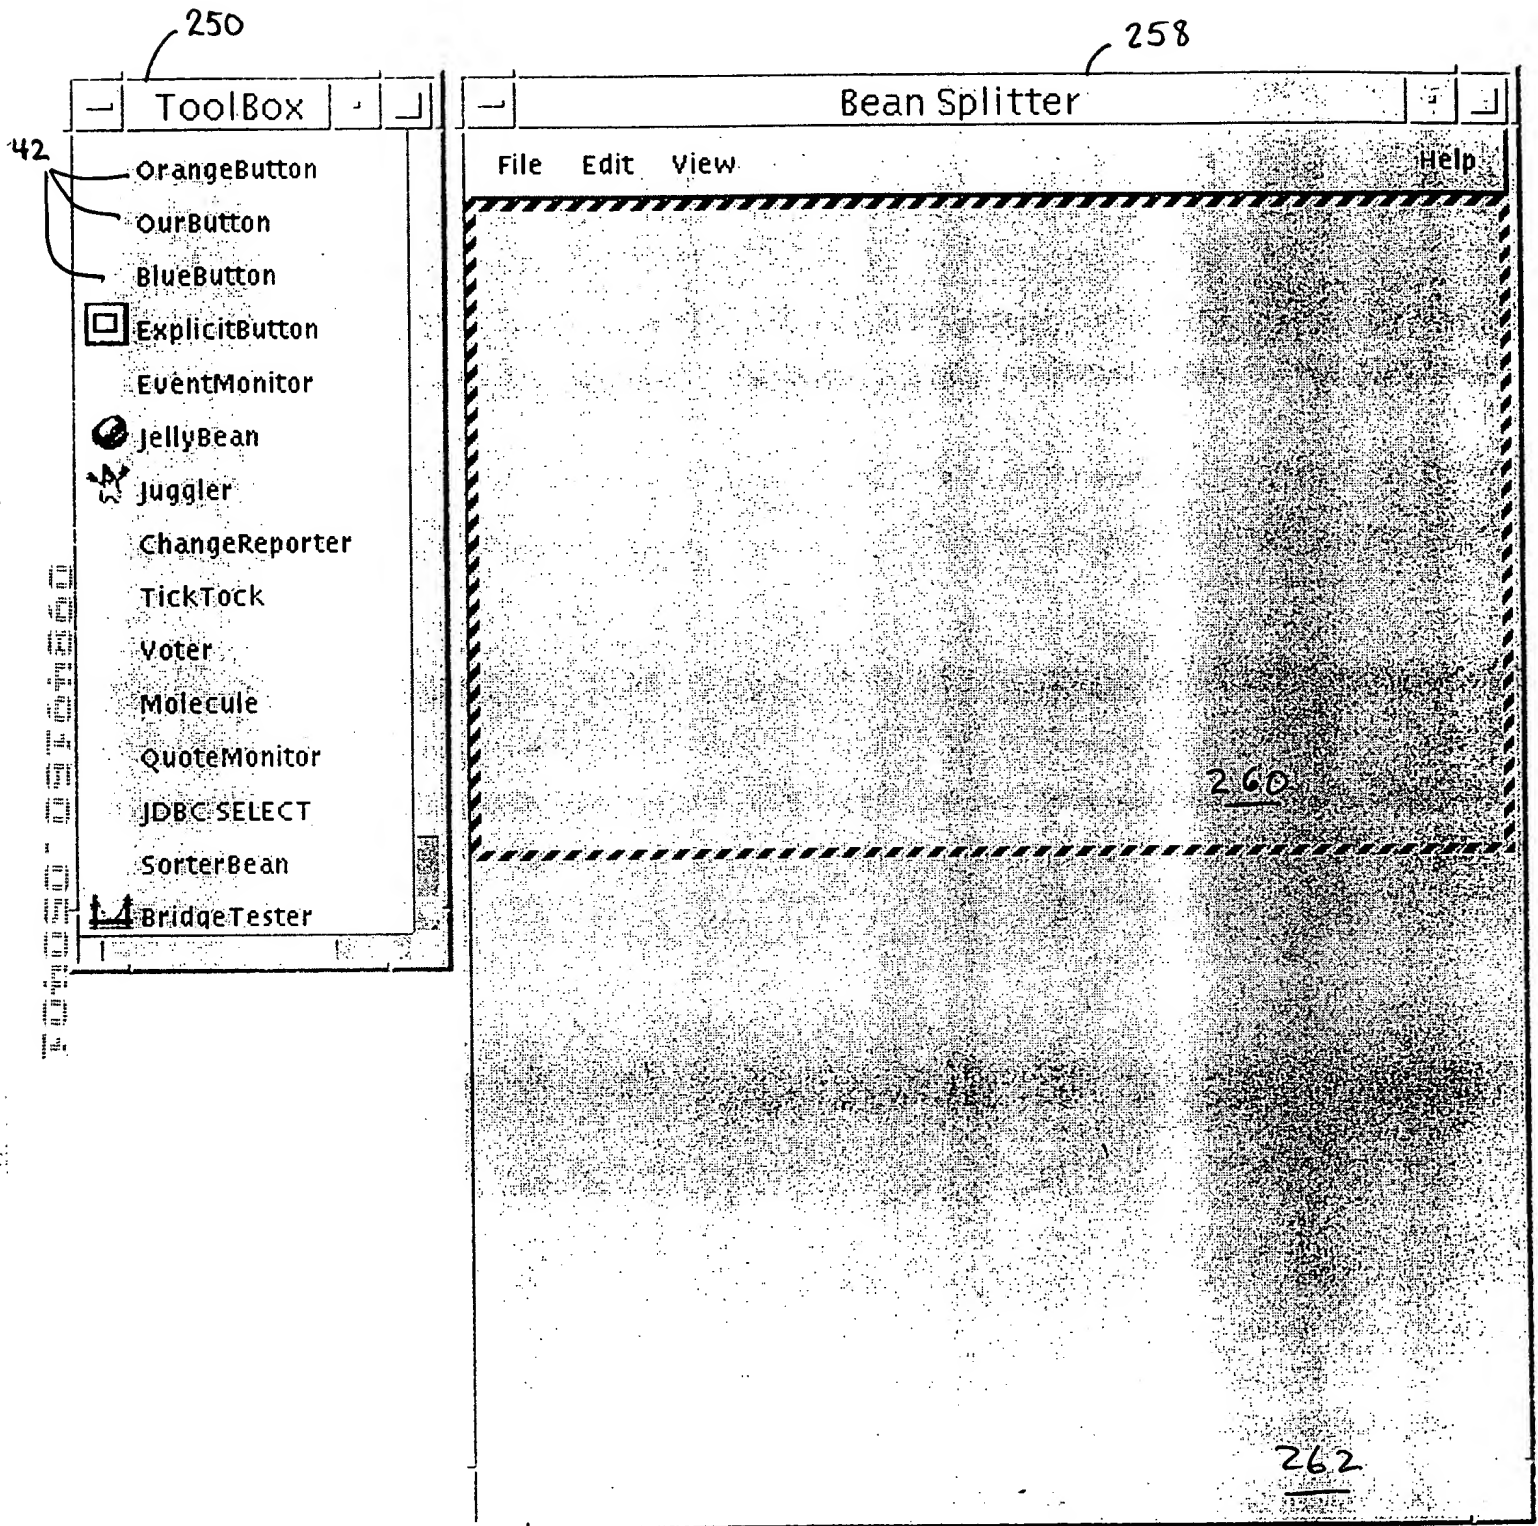 250
258
ToolBox
Bean Splitter
42
OrangeButton
OurButton
BlueButton
ExplicitButton
EventMonitor
JellyBean
Juggler
ChangeReporter
TickTock
Voter
Molecule
QuoteMonitor
JDBC SELECT
SorterBean
BridgeTester
File Edit View Help
260
262